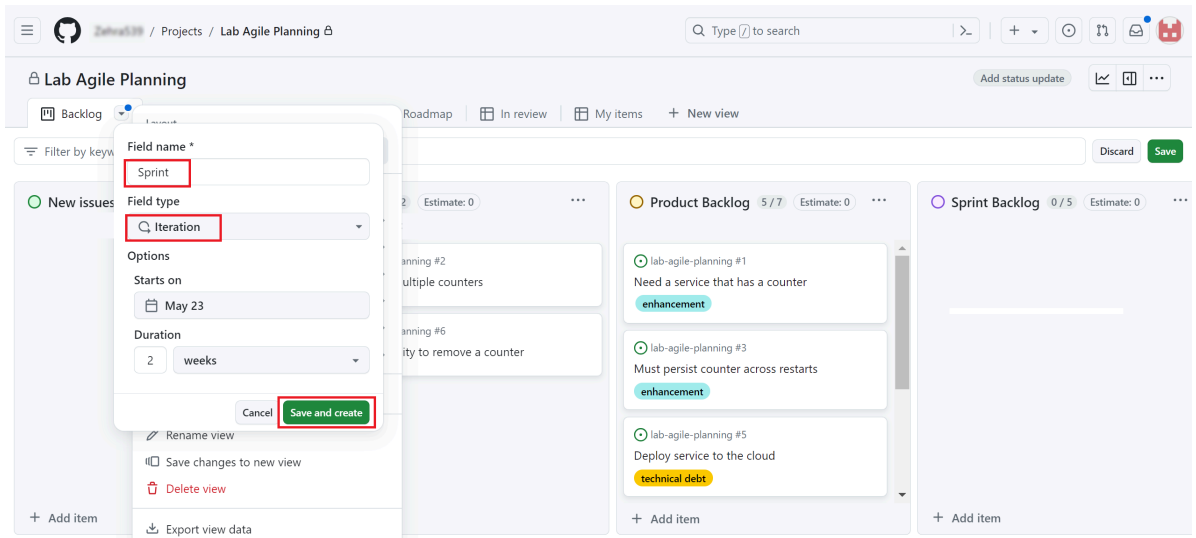 / Projects / Lab Agile Planning
Type / to search
Lab Agile Planning
Add status update
Backlog
Roadmap
In review
My items
+ New view
Filter by keyw
Discard
Save
Field name *
Sprint
Field type
Iteration
Options
Starts on
May 23
Duration
2 weeks
Cancel
Save and create
Rename view
Save changes to new view
Delete view
Export view data
New issues
+ Add item
2 Estimate: 0
anning #2
ultiple counters
anning #6
ity to remove a counter
Product Backlog 5 / 7 Estimate: 0
lab-agile-planning #1
Need a service that has a counter
enhancement
lab-agile-planning #3
Must persist counter across restarts
enhancement
lab-agile-planning #5
Deploy service to the cloud
technical debt
+ Add item
Sprint Backlog 0 / 5 Estimate: 0
+ Add item